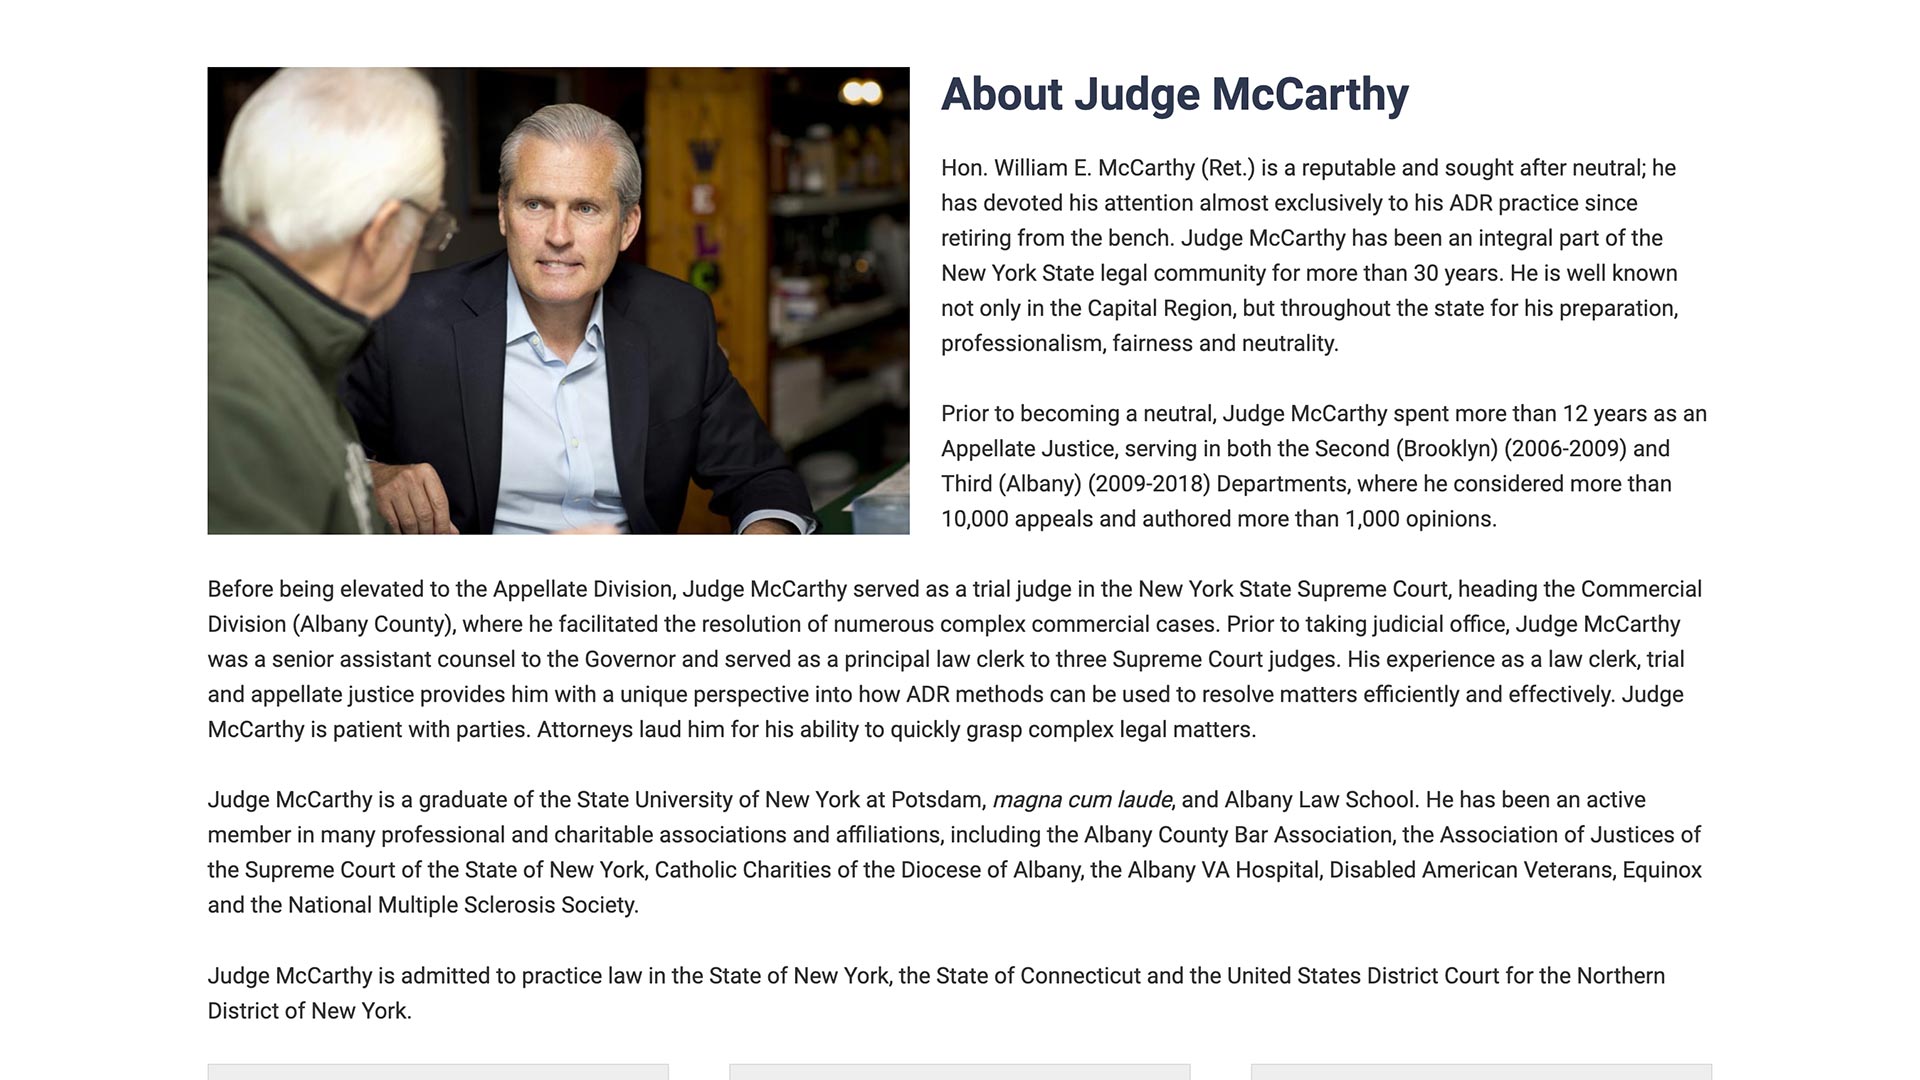 About Judge McCarthy
Hon. William E. McCarthy (Ret.) is a reputable and sought after neutral; he
has devoted his attention almost exclusively to his ADR practice since
retiring from the bench. Judge McCarthy has been an integral part of the
New York State legal community for more than 30 years. He is well known
not only in the Capital Region, but throughout the state for his preparation,
professionalism, fairness and neutrality.
Prior to becoming a neutral, Judge McCarthy spent more than 12 years as an
Appellate Justice, serving in both the Second (Brooklyn) (2006-2009) and
Third (Albany) (2009-2018) Departments, where he considered more than
10,000 appeals and authored more than 1,000 opinions.
Before being elevated to the Appellate Division, Judge McCarthy served as a trial judge in the New York State Supreme Court, heading the Commercial
Division (Albany County), where he facilitated the resolution of numerous complex commercial cases. Prior to taking judicial office, Judge McCarthy
was a senior assistant counsel to the Governor and served as a principal law clerk to three Supreme Court judges. His experience as a law clerk, trial
and appellate justice provides him with a unique perspective into how ADR methods can be used to resolve matters efficiently and effectively. Judge
McCarthy is patient with parties. Attorneys laud him for his ability to quickly grasp complex legal matters.
Judge McCarthy is a graduate of the State University of New York at Potsdam, magna cum laude, and Albany Law School. He has been an active
member in many professional and charitable associations and affiliations, including the Albany County Bar Association, the Association of Justices of
the Supreme Court of the State of New York, Catholic Charities of the Diocese of Albany, the Albany VA Hospital, Disabled American Veterans, Equinox
and the National Multiple Sclerosis Society.
Judge McCarthy is admitted to practice law in the State of New York, the State of Connecticut and the United States District Court for the Northern
District of New York.